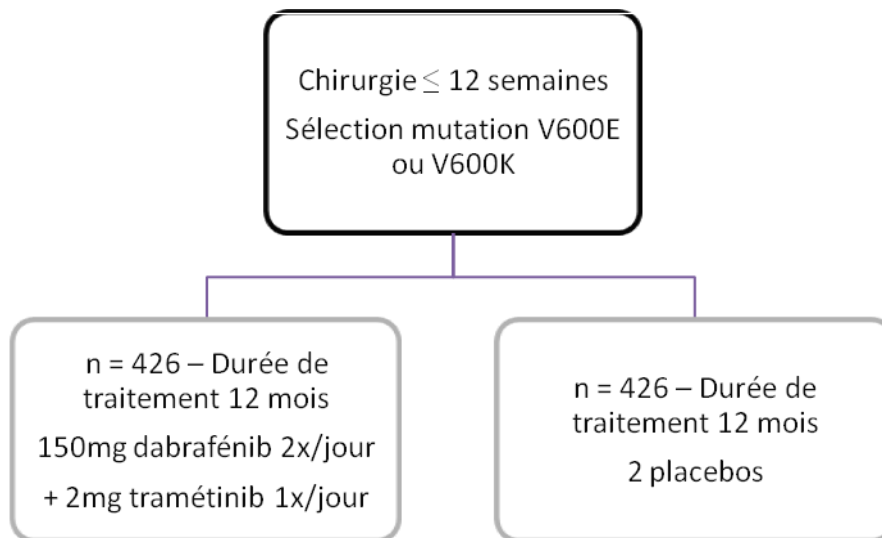 Chirurgie ≤ 12 semaines
Sélection mutation V600E
ou V600K
n = 426 – Durée de
traitement 12 mois
150mg dabrafénib 2x/jour
+ 2mg tramétinib 1x/jour
n = 426 – Durée de
traitement 12 mois
2 placebos